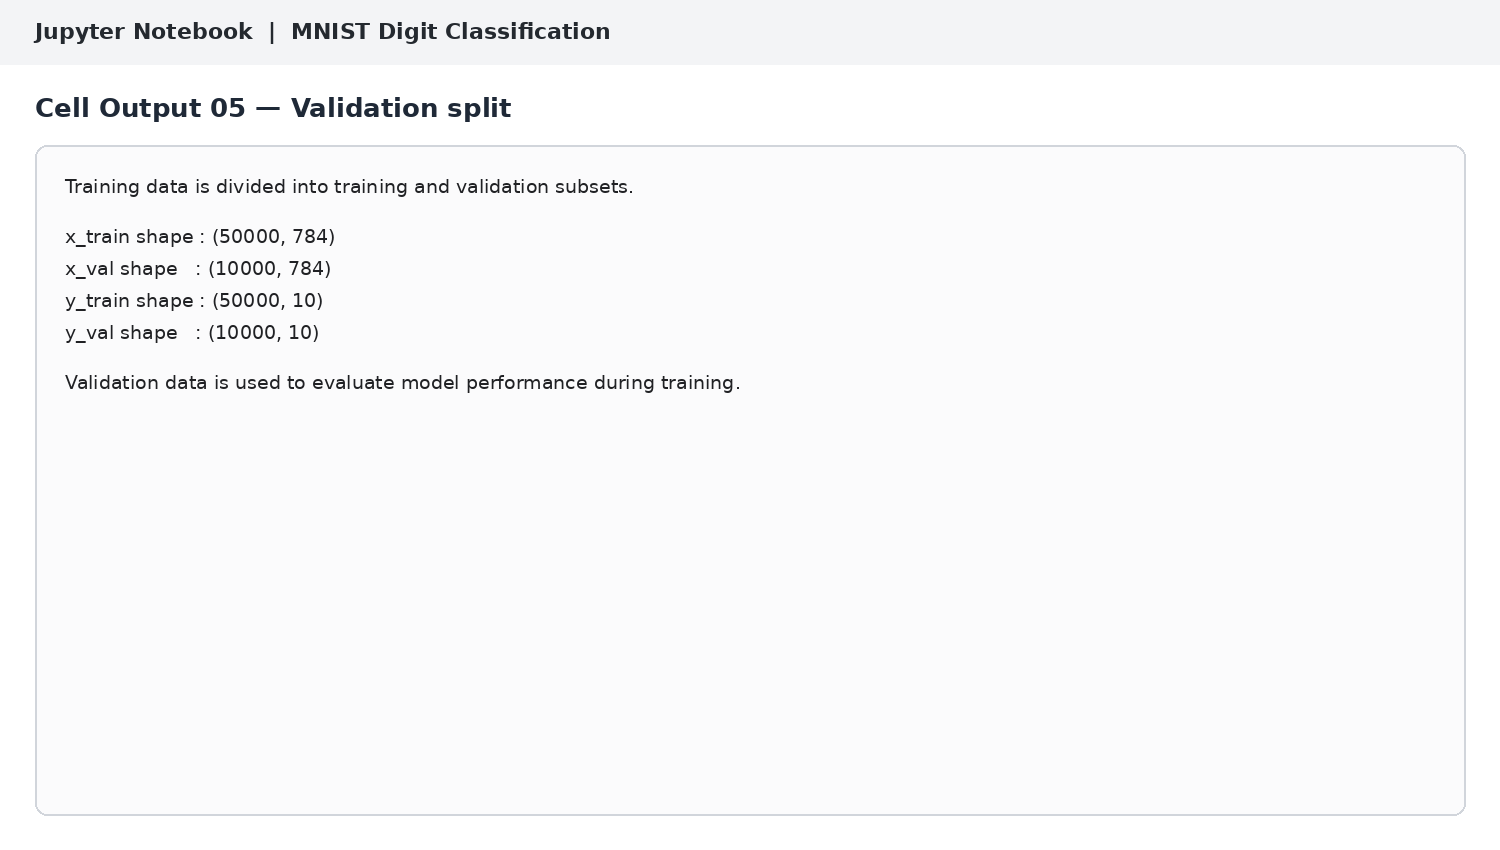 Jupyter Notebook | MNIST Digit Classification
Cell Output 05 — Validation split
Training data is divided into training and validation subsets.
x_train shape : (50000, 784)
x_val shape   : (10000, 784)
y_train shape : (50000, 10)
y_val shape   : (10000, 10)
Validation data is used to evaluate model performance during training.